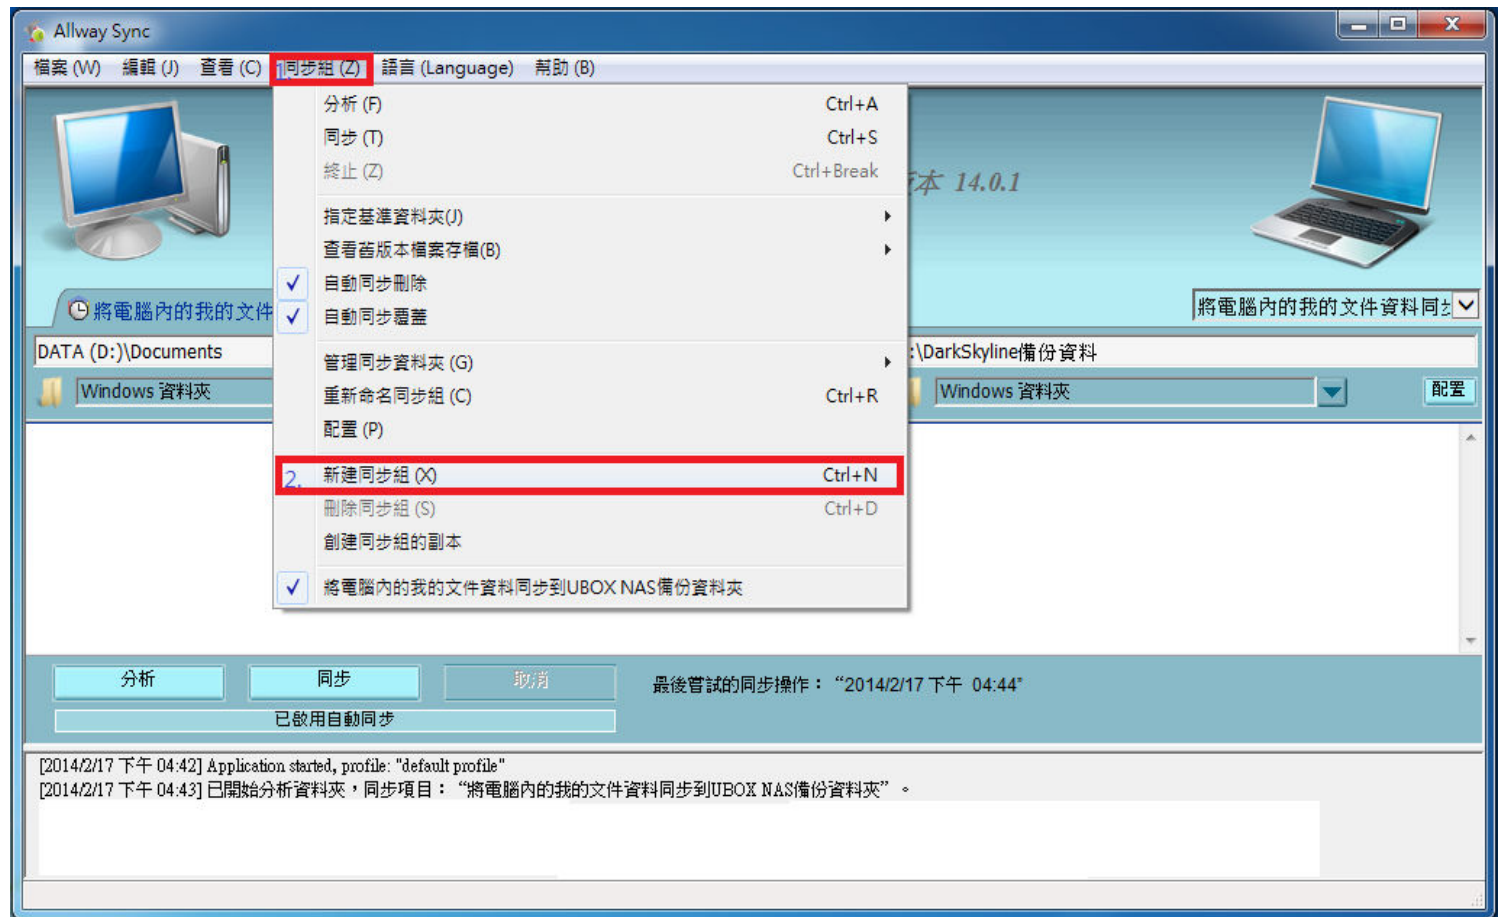 Allway Sync
檔案 (W) 編輯 (J) 查看 (C) 1.同步組 (Z) 語言 (Language) 幫助 (B)
分析 (F) Ctrl+A
同步 (T) Ctrl+S
終止 (Z) Ctrl+Break
本 14.0.1
指定基準資料夾(J)
查看舊版本檔案存檔(B)
自動同步刪除
將電腦內的我的文件
自動同步覆蓋
將電腦內的我的文件資料同
DATA (D:)\Documents
:\DarkSkyline備份資料
管理同步資料夾 (G)
Windows 資料夾
重新命名同步組 (C) Ctrl+R
Windows 資料夾
配置
配置 (P)
2. 新建同步組 (X) Ctrl+N
刪除同步組 (S) Ctrl+D
創建同步組的副本
將電腦內的我的文件資料同步到UBOX NAS備份資料夾
分析 同步 取消
最後嘗試的同步操作：“2014/2/17 下午 04:44”
已啟用自動同步
[2014/2/17 下午 04:42] Application started, profile: "default profile"
[2014/2/17 下午 04:43] 已開始分析資料夾，同步項目：“將電腦內的我的文件資料同步到UBOX NAS備份資料夾”。